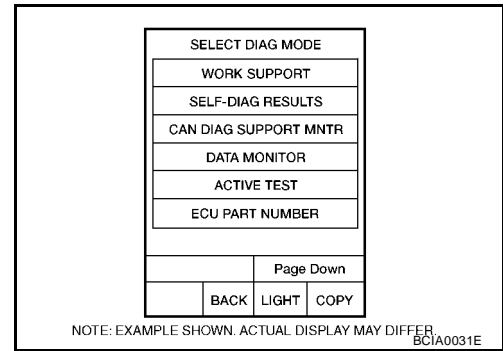 SELECT DIAG MODE
WORK SUPPORT
SELF-DIAG RESULTS
CAN DIAG SUPPORT MNTR
DATA MONITOR
ACTIVE TEST
ECU PART NUMBER
Page Down
BACK LIGHT COPY
NOTE: EXAMPLE SHOWN. ACTUAL DISPLAY MAY DIFFER.
BCIA0031E